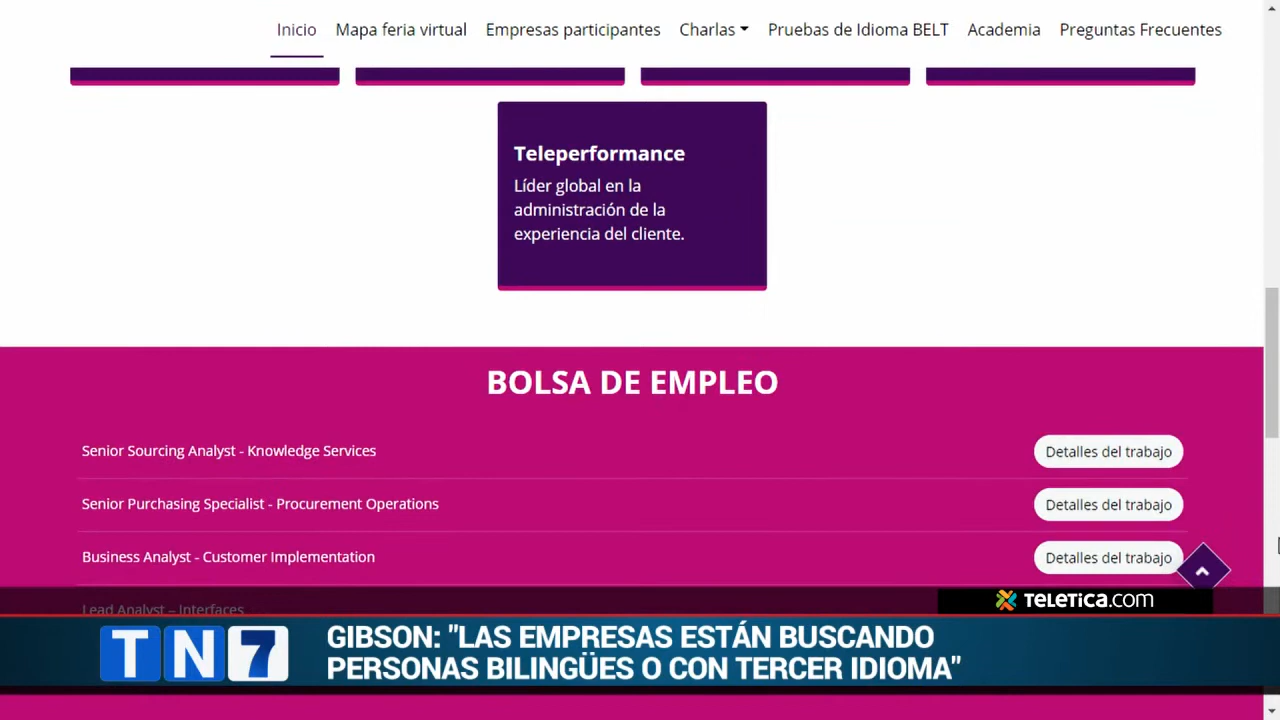 Inicio Mapa feria virtual Empresas participantes Charlas Pruebas de Idioma BELT Academia Preguntas Frecuentes
Teleperformance
Líder global en la
administración de la
experiencia del cliente.
BOLSA DE EMPLEO
Senior Sourcing Analyst - Knowledge Services Detalles del trabajo
Senior Purchasing Specialist - Procurement Operations Detalles del trabajo
Business Analyst - Customer Implementation Detalles del trabajo
Lead Analyst – Interfaces
TELETICA.COM
TN7
GIBSON: "LAS EMPRESAS ESTÁN BUSCANDO
PERSONAS BILINGÜES O CON TERCER IDIOMA"